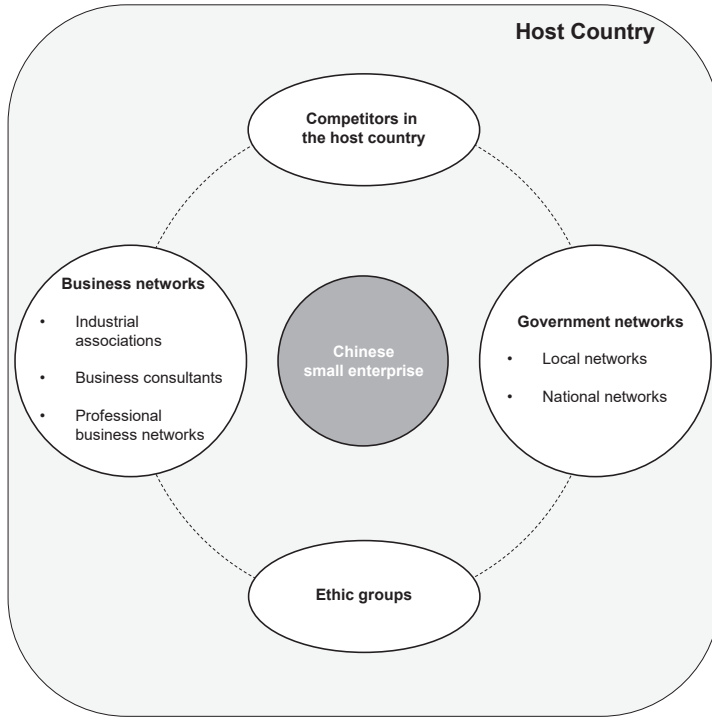 Host Country
Competitors in
the host country
Business networks
• Industrial
associations
• Business consultants
• Professional
business networks
Chinese
small enterprise
Government networks
• Local networks
• National networks
Ethic groups